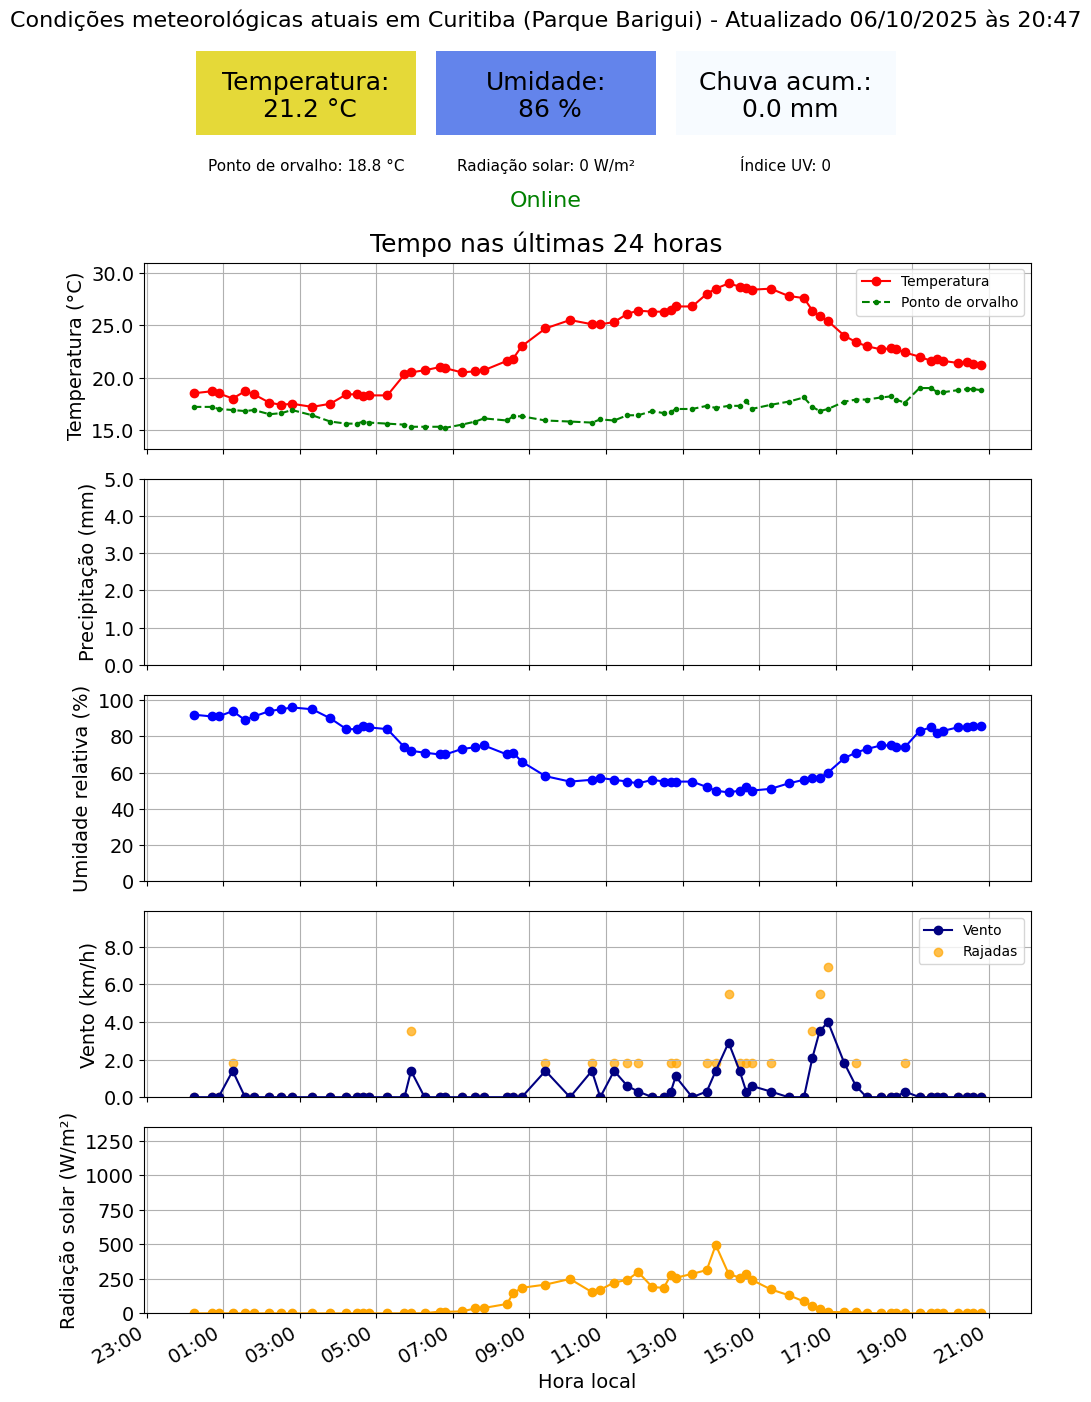 Condições meteorológicas atuais em Curitiba (Parque Barigui) - Atualizado 06/10/2025 às 20:47
Temperatura:
21.2 °C
Umidade:
86 %
Chuva acum.:
0.0 mm
Ponto de orvalho: 18.8 °C
Radiação solar: 0 W/m²
Índice UV: 0
Online
Tempo nas últimas 24 horas
Temperatura (°C)
30.0
25.0
20.0
15.0
Temperatura
Ponto de orvalho
Precipitação (mm)
5.0
4.0
3.0
2.0
1.0
0.0
Umidade relativa (%)
100
80
60
40
20
0
Vento (km/h)
8.0
6.0
4.0
2.0
0.0
Vento
Rajadas
Radiação solar (W/m²)
1250
1000
750
500
250
0
23:00
01:00
03:00
05:00
07:00
09:00
11:00
13:00
15:00
17:00
19:00
21:00
Hora local